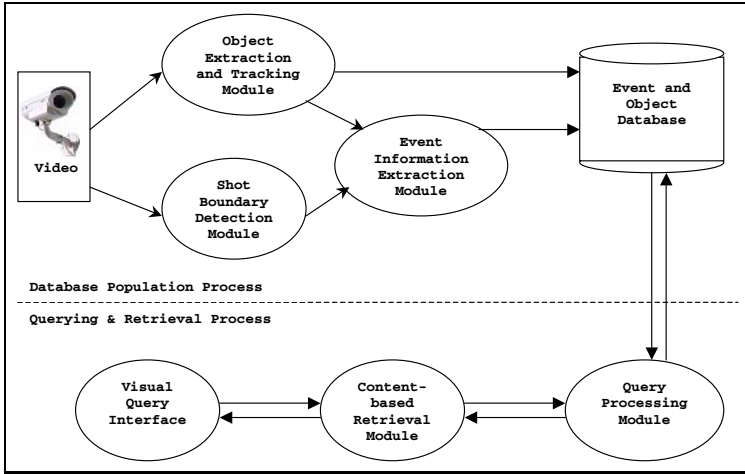 Object
Extraction
and Tracking
Module
Event and
Object
Database
Video
Event
Information
Extraction
Module
Shot
Boundary
Detection
Module
Database Population Process
Querying & Retrieval Process
Visual
Query
Interface
Content-
based
Retrieval
Module
Query
Processing
Module